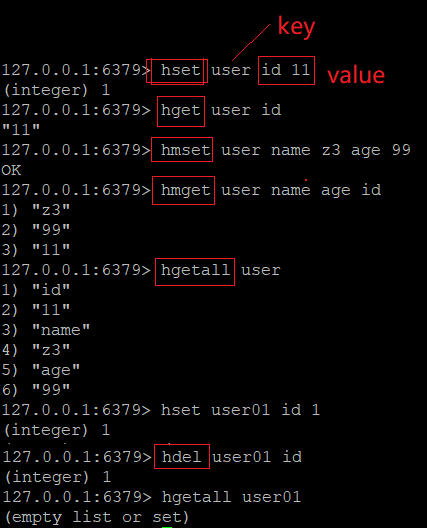 key
127.0.0.1:6379> hset user id 11
value
(integer) 1
127.0.0.1:6379> hget user id
"11"
127.0.0.1:6379> hmset user name z3 age 99
OK
127.0.0.1:6379> hmget user name age id
1) "z3"
2) "99"
3) "11"
127.0.0.1:6379> hgetall user
1) "id"
2) "11"
3) "name"
4) "z3"
5) "age"
6) "99"
127.0.0.1:6379> hset user01 id 1
(integer) 1
127.0.0.1:6379> hdel user01 id
(integer) 1
127.0.0.1:6379> hgetall user01
(empty list or set)